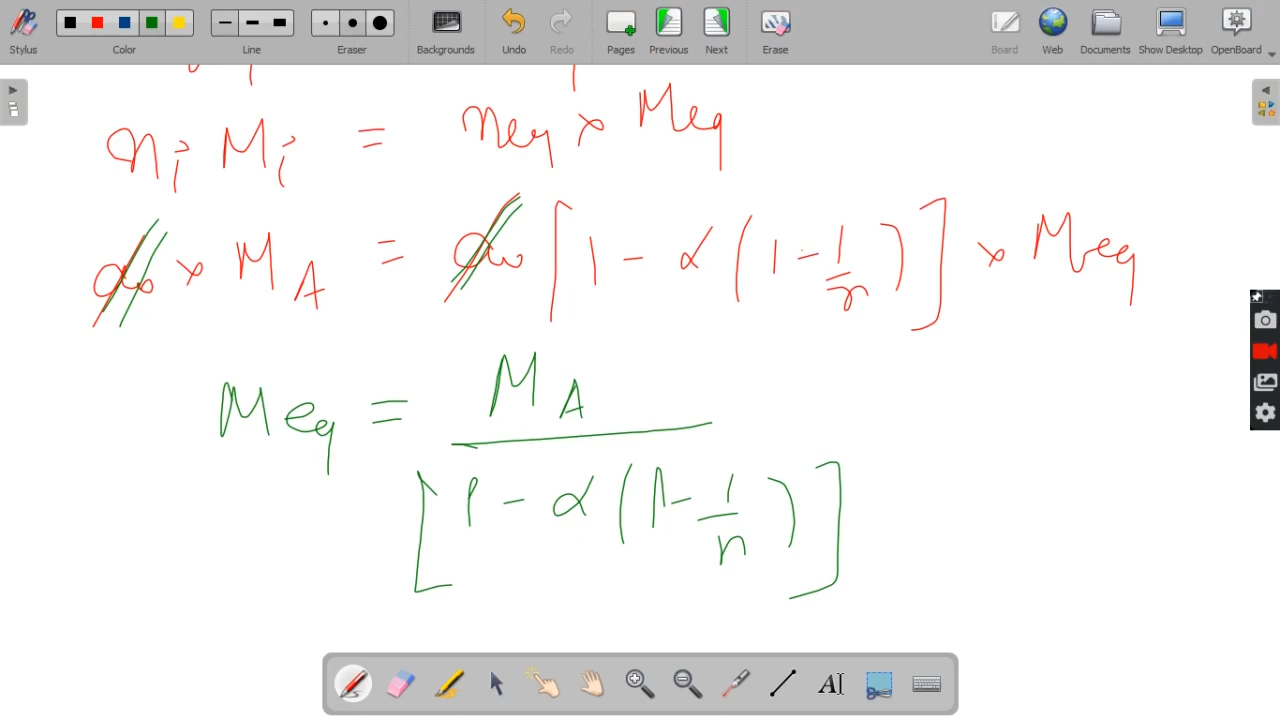 Stylus Color Line Eraser Backgrounds Undo Redo Pages Previous Next Erase Board Web Documents Show Desktop OpenBoard
ni Mi = neq × Meq
a₀ × MA = a₀ [1 - α (1 - 1/n)] × Meq
Meq = MA / [1 - α (1 - 1/n)]